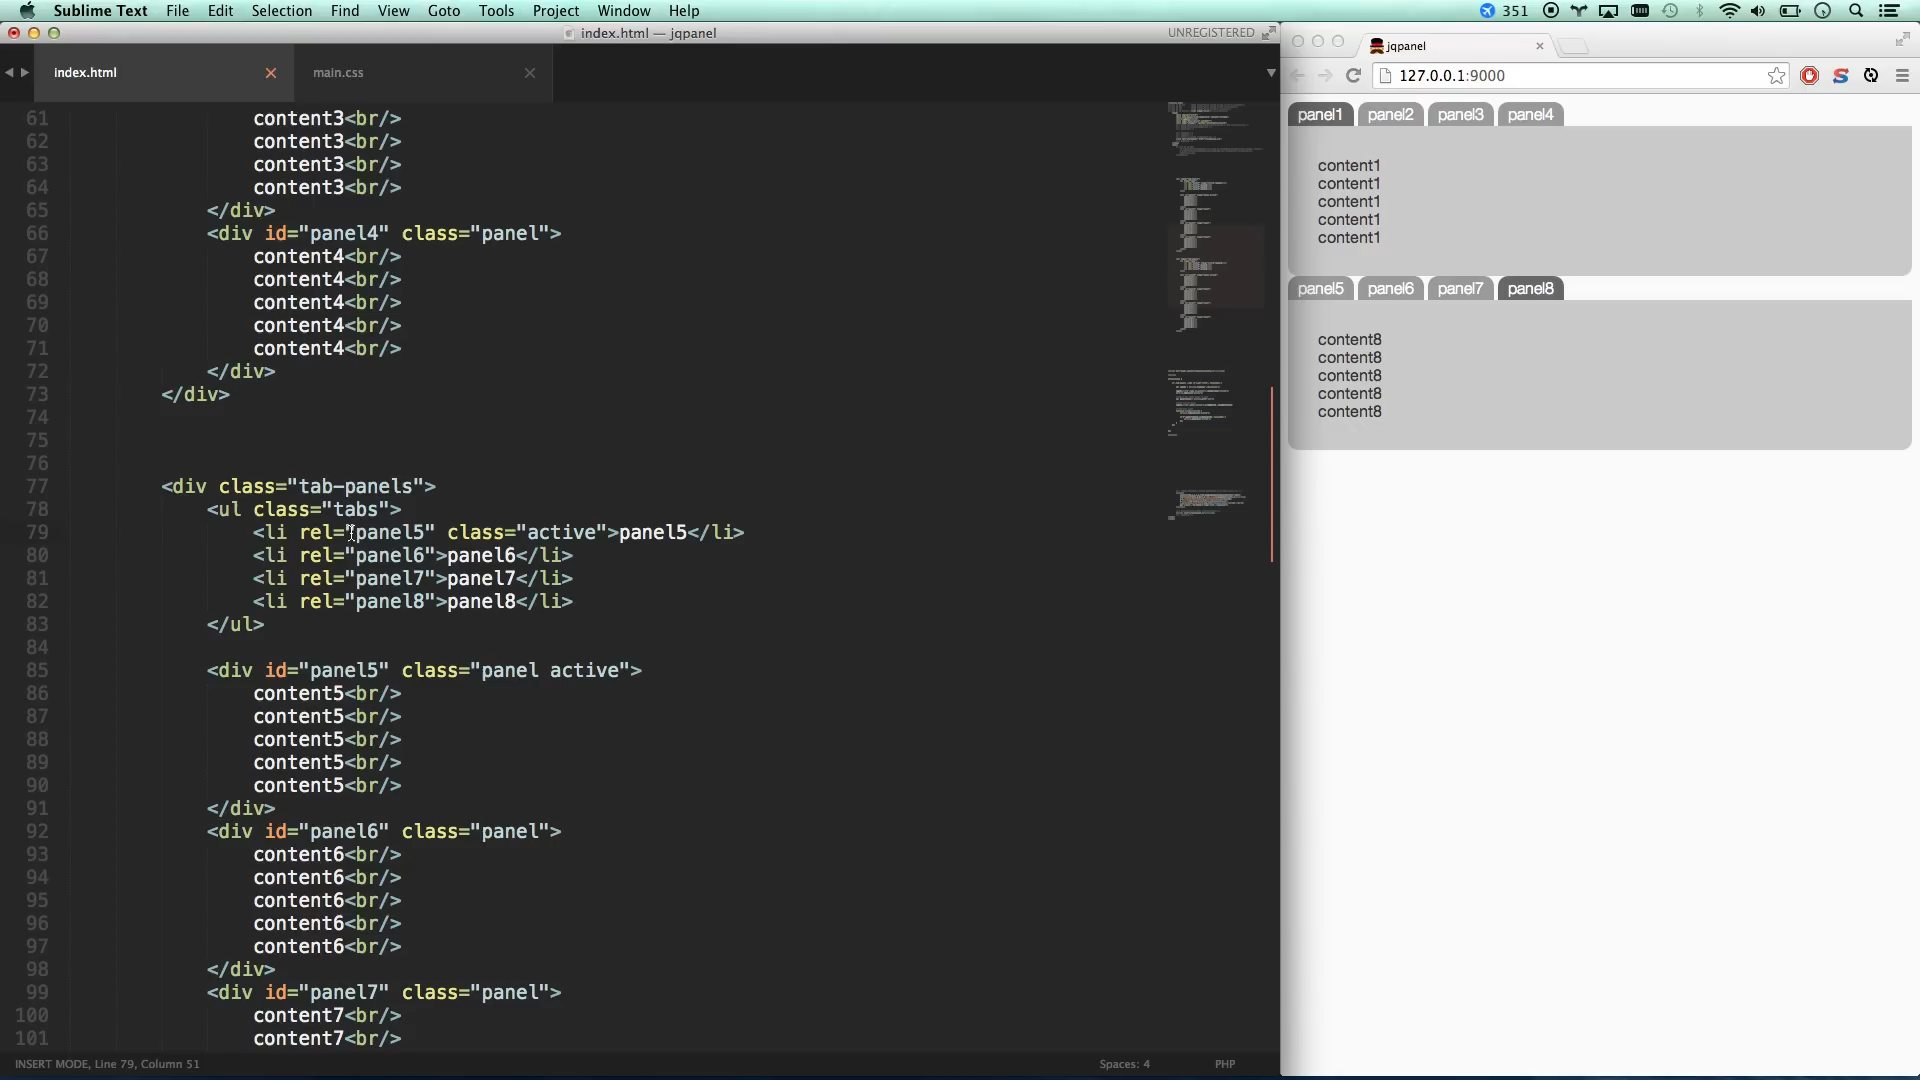 Sublime Text File Edit Selection Find View Goto Tools Project Window Help
351
index.html — jqpanel
UNREGISTERED
index.html
main.css
61 content3<br/>
62 content3<br/>
63 content3<br/>
64 content3<br/>
65 </div>
66 <div id="panel4" class="panel">
67 content4<br/>
68 content4<br/>
69 content4<br/>
70 content4<br/>
71 content4<br/>
72 </div>
73 </div>
74
75
76
77 <div class="tab-panels">
78 <ul class="tabs">
79 <li rel="panel5" class="active">panel5</li>
80 <li rel="panel6">panel6</li>
81 <li rel="panel7">panel7</li>
82 <li rel="panel8">panel8</li>
83 </ul>
84
85 <div id="panel5" class="panel active">
86 content5<br/>
87 content5<br/>
88 content5<br/>
89 content5<br/>
90 content5<br/>
91 </div>
92 <div id="panel6" class="panel">
93 content6<br/>
94 content6<br/>
95 content6<br/>
96 content6<br/>
97 content6<br/>
98 </div>
99 <div id="panel7" class="panel">
100 content7<br/>
101 content7<br/>
INSERT MODE, Line 79, Column 51
Spaces: 4
PHP
jqpanel
127.0.0.1:9000
panel1 panel2 panel3 panel4
content1
content1
content1
content1
content1
panel5 panel6 panel7 panel8
content8
content8
content8
content8
content8